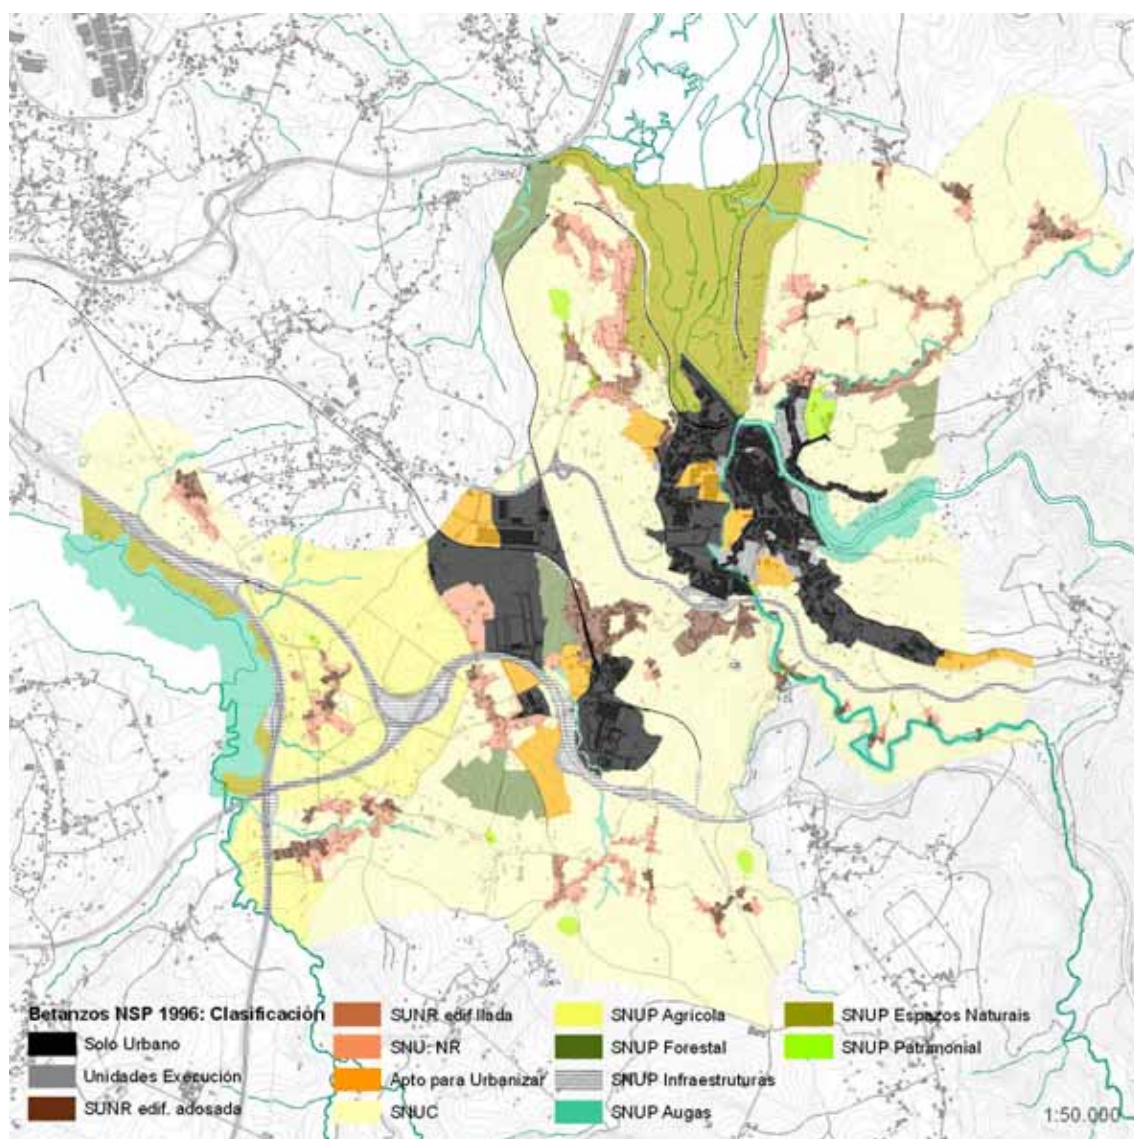 Betanzos NSP 1996: Clasificación
Solo Urbano
Unidades Execución
SUNR edif. adosada
SUNR edif.Illada
SNU: NR
Apto para Urbanizar
SNUC
SNUP Agrícola
SNUP Forestal
SNUP Infraestruturas
SNUP Augas
SNUP Espazos Naturais
SNUP Patrimonial
1:50.000